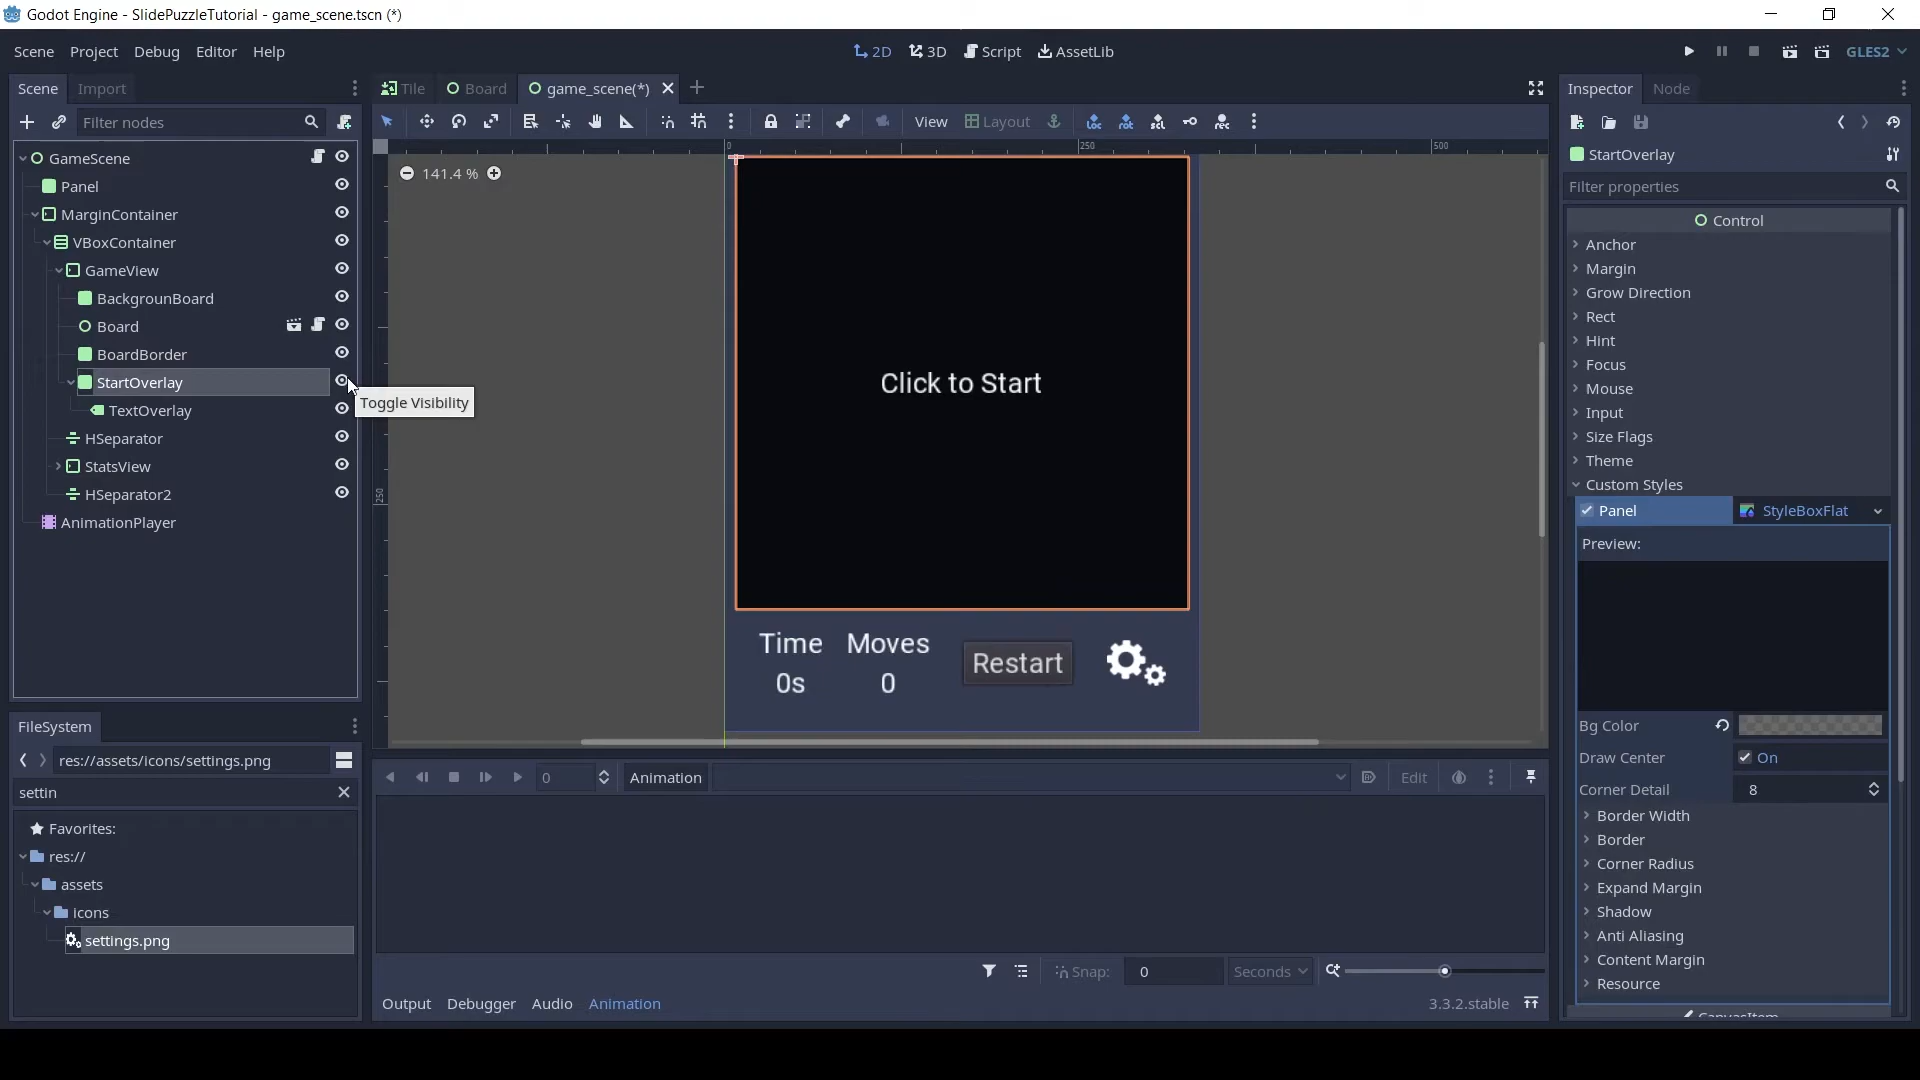 Godot Engine - SlidePuzzleTutorial - game_scene.tscn (*)
Scene Project Debug Editor Help
2D 3D Script AssetLib
GLES2
Scene Import
Filter nodes
GameScene
Panel
MarginContainer
VBoxContainer
GameView
BackgrounBoard
Board
BoardBorder
StartOverlay
TextOverlay
HSeparator
StatsView
HSeparator2
AnimationPlayer
Toggle Visibility
FileSystem
res://assets/icons/settings.png
settin
Favorites:
res://
assets
icons
settings.png
Tile Board game_scene(*)
View Layout
0 250 500
250
141.4 %
Click to Start
Time Moves
0s 0
Restart
0 Animation Edit
Snap: 0 Seconds
Output Debugger Audio Animation 3.3.2.stable
Inspector Node
StartOverlay
Filter properties
Control
Anchor
Margin
Grow Direction
Rect
Hint
Focus
Mouse
Input
Size Flags
Theme
Custom Styles
Panel StyleBoxFlat
Preview:
Bg Color
Draw Center On
Corner Detail 8
Border Width
Border
Corner Radius
Expand Margin
Shadow
Anti Aliasing
Content Margin
Resource
CanvasItem